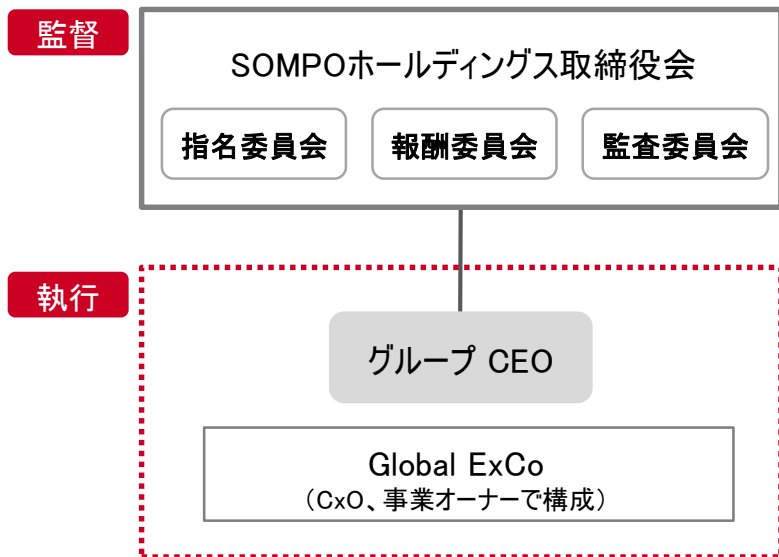 監督
SOMPOホールディングス取締役会
指名委員会 報酬委員会 監査委員会
執行
グループ CEO
Global ExCo
（CxO、事業オーナーで構成）